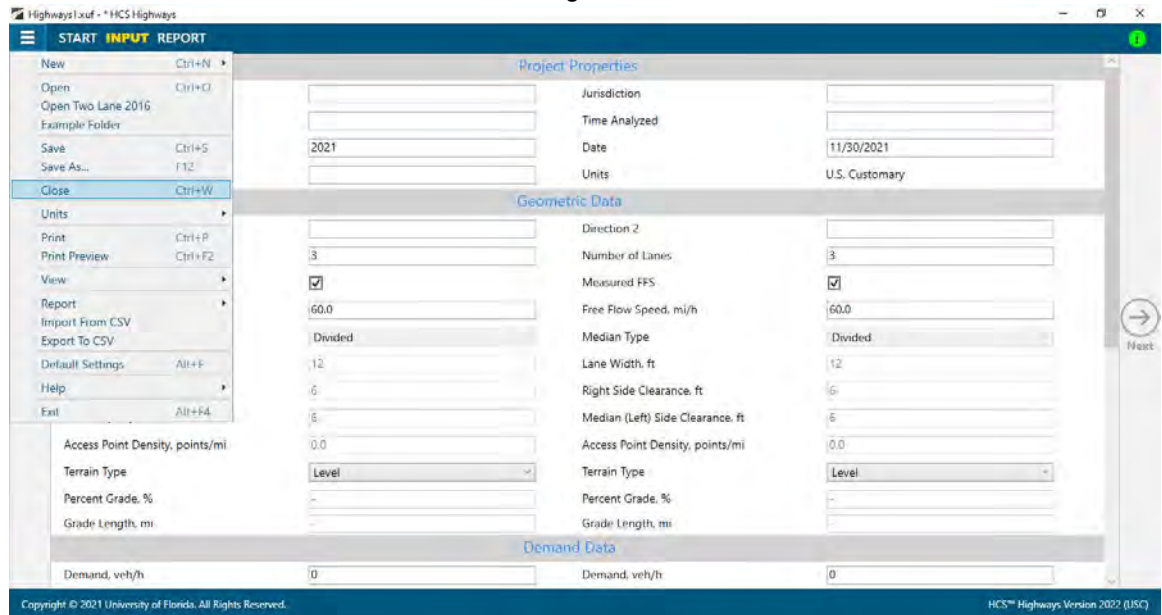 Highways1.xuf - * HCS Highways
START INPUT REPORT
New Ctrl+N
Open Ctrl+O
Open Two Lane 2016
Example Folder
Save Ctrl+S
Save As... F12
Close Ctrl+W
Units
Print Ctrl+P
Print Preview Ctrl+F2
View
Report
Import From CSV
Export To CSV
Default Settings Alt+F
Help
Exit Alt+F4
Project Properties
Jurisdiction
Time Analyzed
2021 Date 11/30/2021
Units U.S. Customary
Geometric Data
Direction 2
3 Number of Lanes 3
Measured FFS
60.0 Free Flow Speed, mi/h 60.0
Divided Median Type Divided
12 Lane Width, ft 12
6 Right Side Clearance, ft 6
6 Median (Left) Side Clearance, ft 6
Access Point Density, points/mi 0.0 Access Point Density, points/mi 0.0
Terrain Type Level Terrain Type Level
Percent Grade, % - Percent Grade, % -
Grade Length, mi - Grade Length, mi -
Demand Data
Demand, veh/h 0 Demand, veh/h 0
Next
Copyright © 2021 University of Florida. All Rights Reserved. HCS™ Highways Version 2022 (USC)